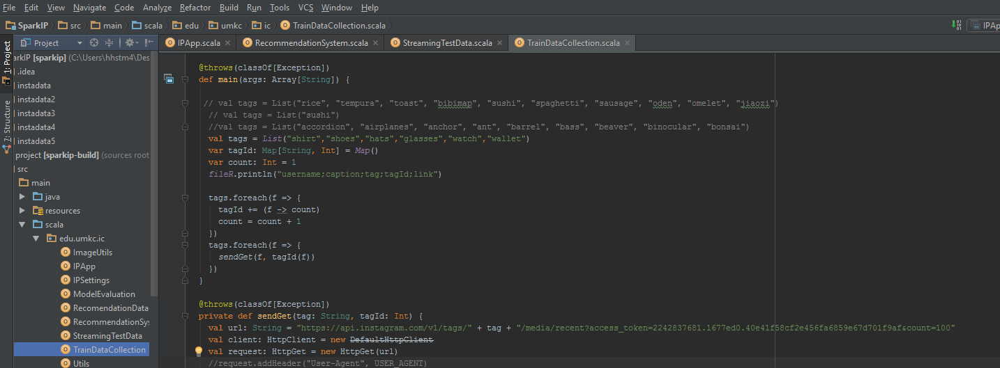 File Edit View Navigate Code Analyze Refactor Build Run Tools VCS Window Help
SparkIP src main scala edu umkc ic TrainDataCollection.scala IPApp
Project IPApp.scala RecommendationSystem.scala StreamingTestData.scala TrainDataCollection.scala
1: Project
7: Structure
arkIP [sparkip] (C:\Users\hhstm4\Des
.idea
instadata
instadata2
instadata3
instadata4
instadata5
project [sparkip-build] (sources root
src
main
java
resources
scala
edu.umkc.ic
ImageUtils
IPApp
IPSettings
ModelEvaluation
RecomendationData
RecommendationSy
StreamingTestData
TrainDataCollection
Utils
@throws(classOf[Exception])
def main(args: Array[String]) {
// val tags = List("rice", "tempura", "toast", "bibimap", "sushi", "spaghetti", "sausage", "oden", "omelet", "jiaozi")
// val tags = List("sushi")
//val tags = List("accordion", "airplanes", "anchor", "ant", "barrel", "bass", "beaver", "binocular", "bonsai")
val tags = List("shirt","shoes","hats","glasses","watch","wallet")
var tagId: Map[String, Int] = Map()
var count: Int = 1
fileR.println("username;caption;tag;tagId;link")
tags.foreach(f => {
tagId += (f -> count)
count = count + 1
})
tags.foreach(f => {
sendGet(f, tagId(f))
})
}
@throws(classOf[Exception])
private def sendGet(tag: String, tagId: Int) {
val url: String = "https://api.instagram.com/v1/tags/" + tag + "/media/recent?access_token=2242837681.1677ed0.40e41f58cf2e456fa6859e67d701f9af&count=100"
val client: HttpClient = new DefaultHttpClient
val request: HttpGet = new HttpGet(url)
//request.addHeader("User-Agent", USER_AGENT)